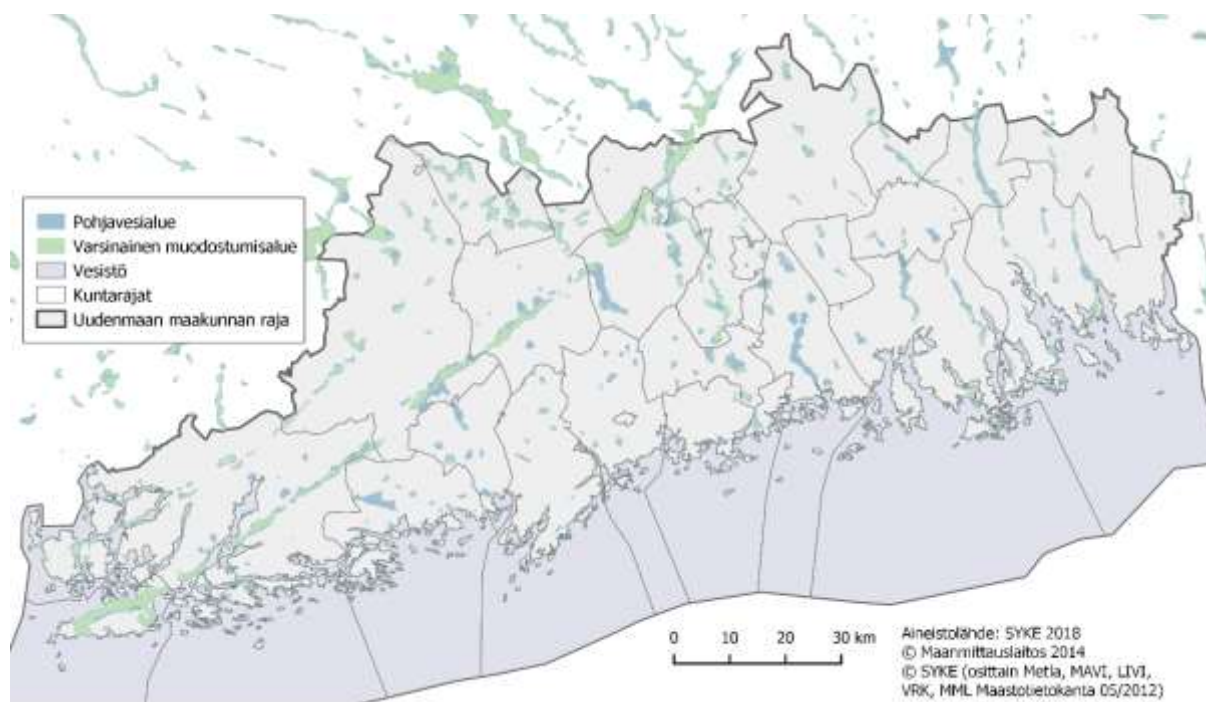 Pohjavesialue
Varsinainen muodostumisalue
Vesistö
Kuntarajat
Uudenmaan maakunnan raja
0 10 20 30 km
Aineistolähde: SYKE 2018
© Maanmittauslaitos 2014
© SYKE (osittain Metla, MAVI, LIVI,
VRK, MML Maastotietokanta 05/2012)